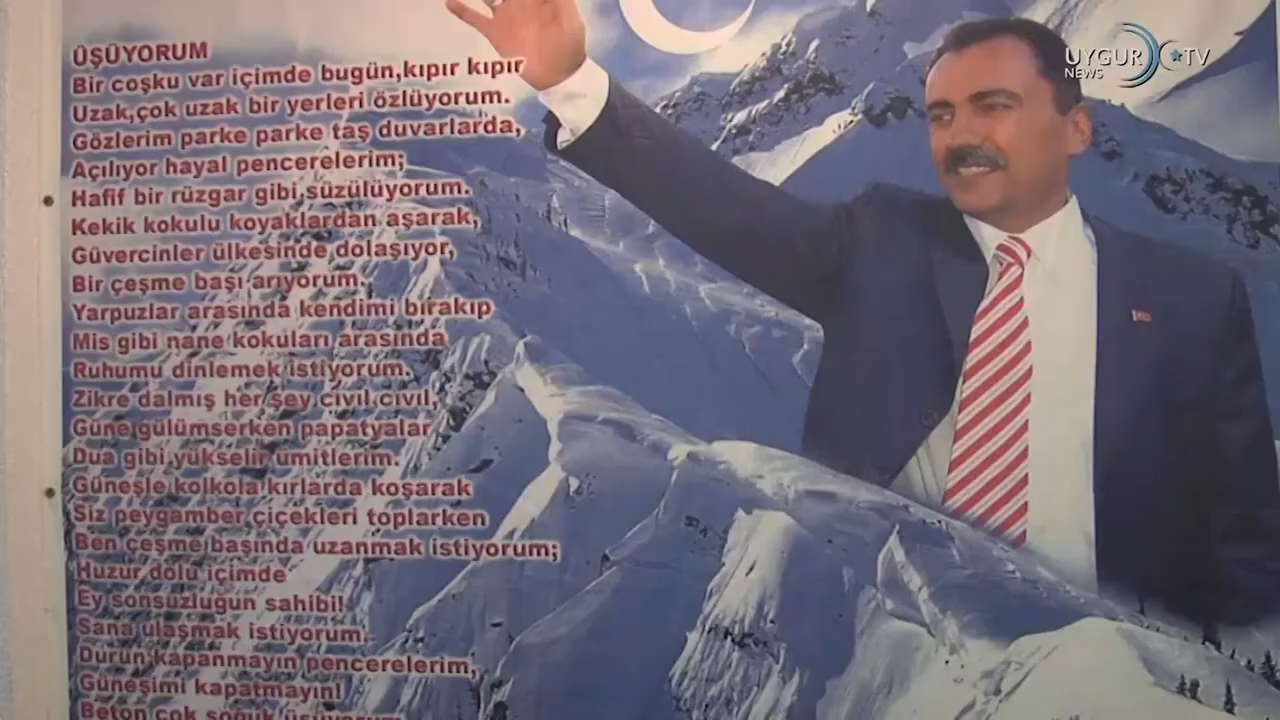 ÜŞÜYORUM
Bir coşku var içimde bugün,kıpır kıpır
Uzak,çok uzak bir yerleri özlüyorum.
Gözlerim parke parke taş duvarlarda,
Açılıyor hayal pencerelerim;
Hafif bir rüzgar gibi süzülüyorum.
Kekik kokulu koyaklardan aşarak,
Güvercinler ülkesinde dolaşıyor,
Bir çeşme başı arıyorum.
Yarpuzlar arasında kendimi bırakıp
Mis gibi nane kokuları arasında
Ruhumu dinlemek istiyorum.
Zikre dalmış her şey cıvıl cıvıl,
Güne gülümserken papatyalar
Dua gibi yükselir ümitlerim.
Güneşle kolkola kırlarda koşarak
Siz peygamber çiçekleri toplarken
Ben çeşme başında uzanmak istiyorum;
Huzur dolu içimde
Ey sonsuzluğun sahibi!
Sana ulaşmak istiyorum.
Durun kapanmayın pencerelerim,
Güneşimi kapatmayın!
Beton çok soğuk üşüyorum
UYGUR TV
NEWS